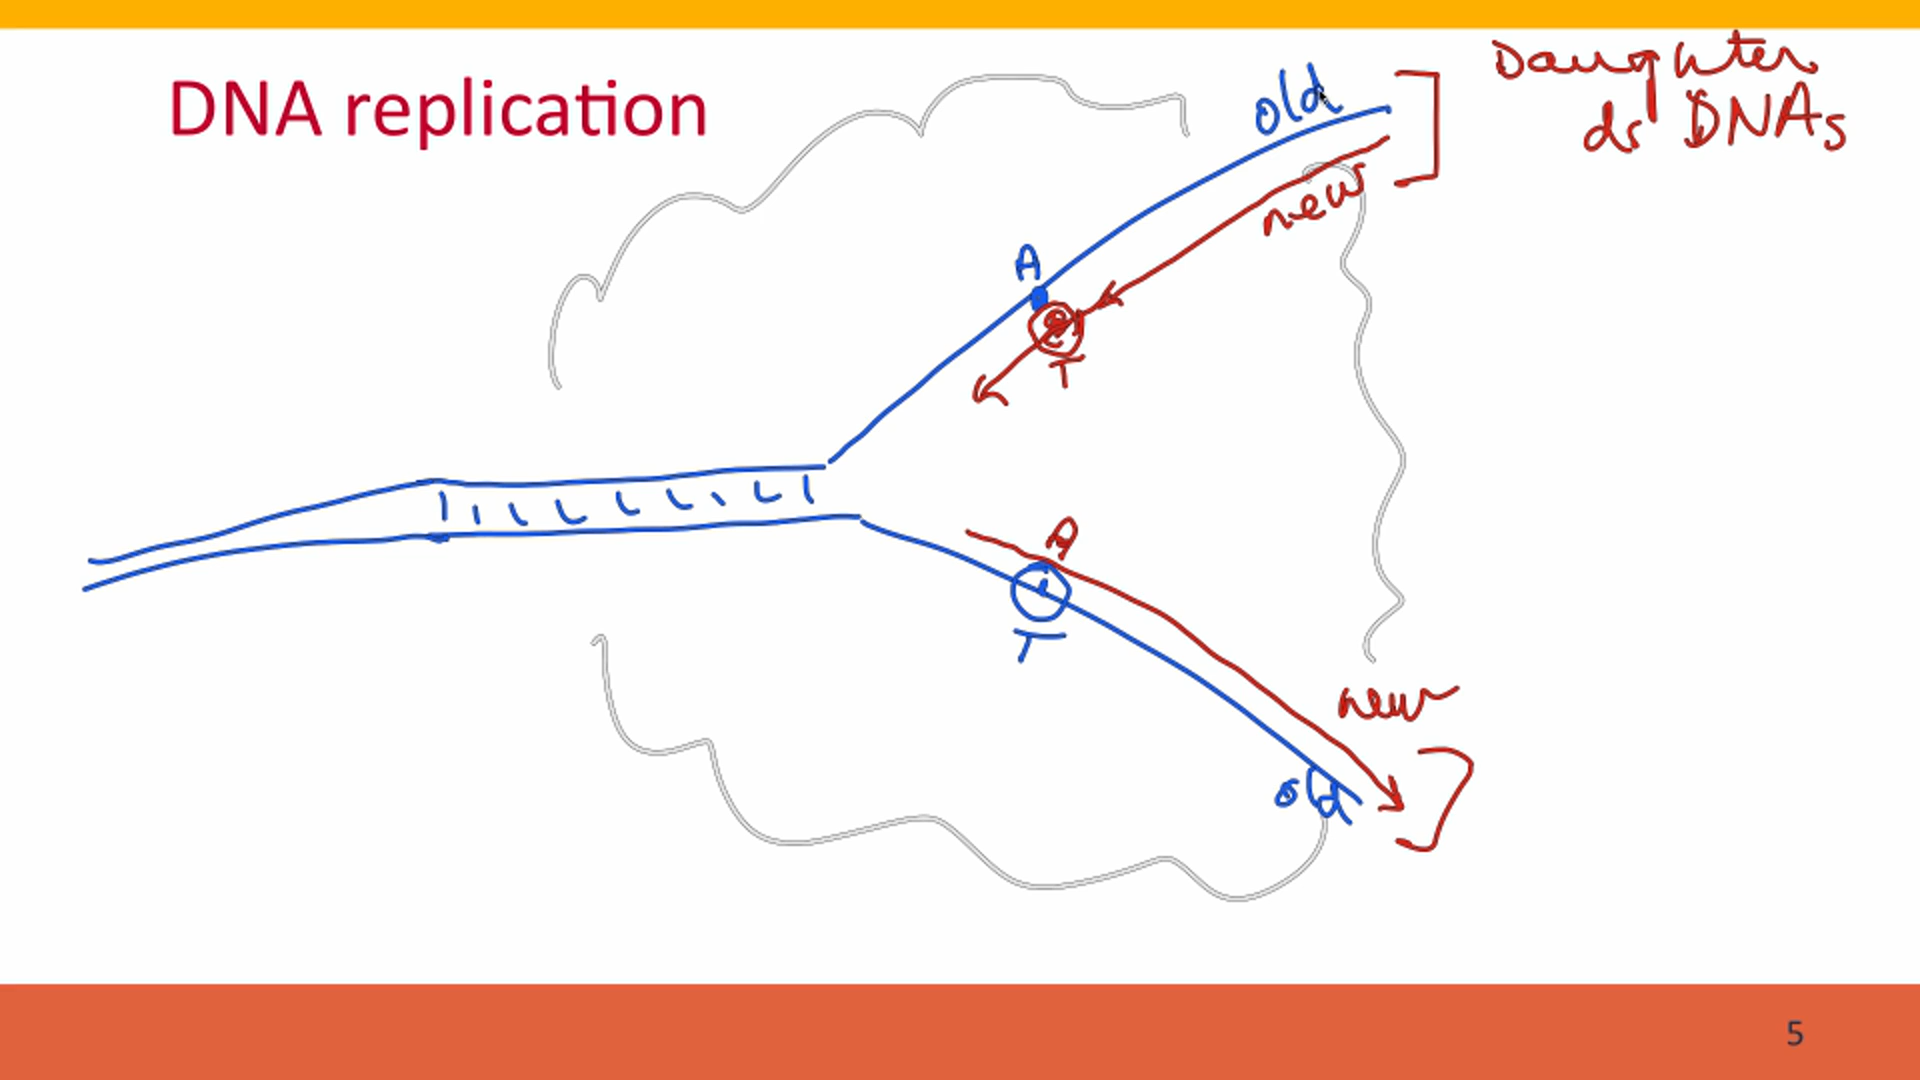 DNA replication
Daughter
ds DNAs
old
new
A
T
A
T
new
old
5